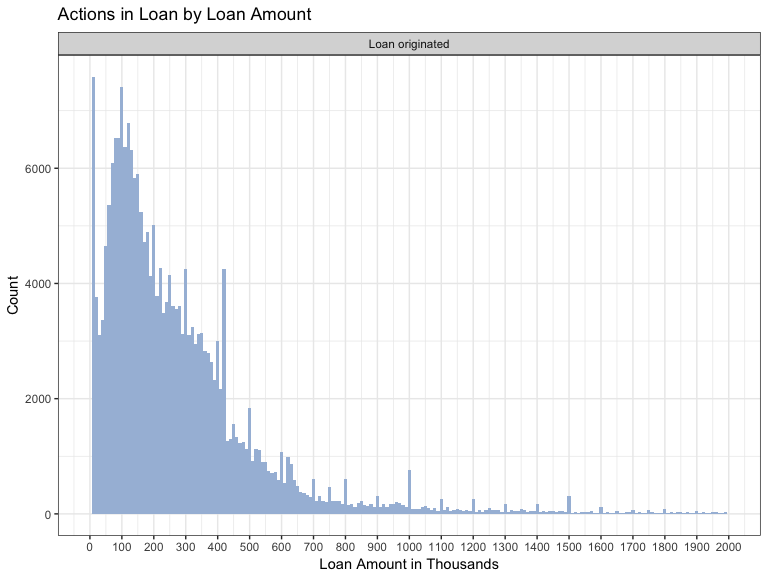 Actions in Loan by Loan Amount
Loan originated
6000
4000
2000
0
Count
0 100 200 300 400 500 600 700 800 900 1000 1100 1200 1300 1400 1500 1600 1700 1800 1900 2000
Loan Amount in Thousands